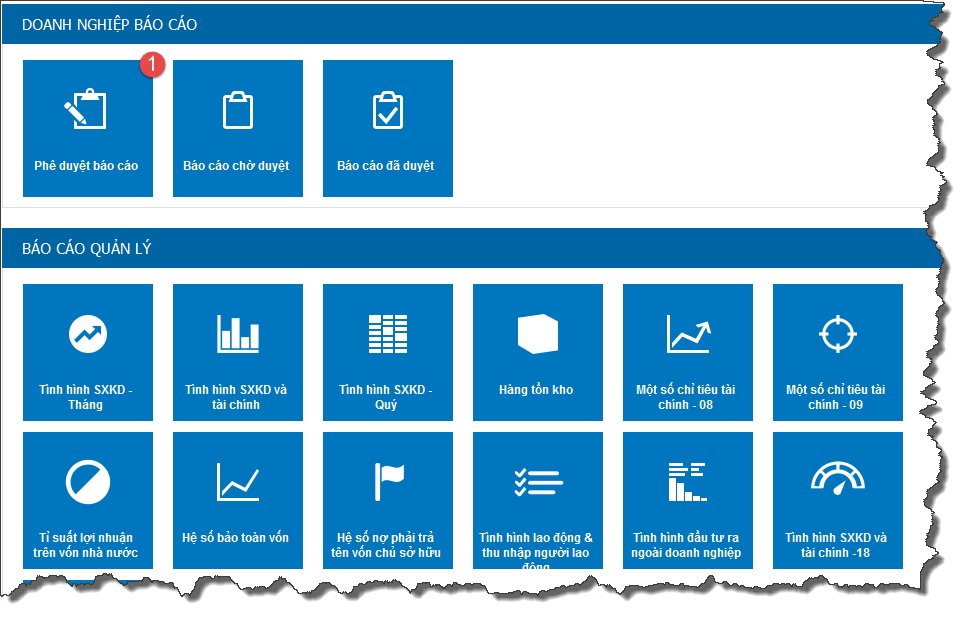 DOANH NGHIỆP BÁO CÁO
1
Phê duyệt báo cáo
Báo cáo chờ duyệt
Báo cáo đã duyệt
BÁO CÁO QUẢN LÝ
Tình hình SXKD -
Tháng
Tình hình SXKD và
tài chính
Tình hình SXKD -
Quý
Hàng tồn kho
Một số chỉ tiêu tài
chính - 08
Một số chỉ tiêu tài
chính - 09
Tỉ suất lợi nhuận
trên vốn nhà nước
Hệ số bảo toàn vốn
Hệ số nợ phải trả
tên vốn chủ sở hữu
Tình hình lao động &
thu nhập người lao
động
Tình hình đầu tư ra
ngoài doanh nghiệp
Tình hình SXKD và
tài chính -18